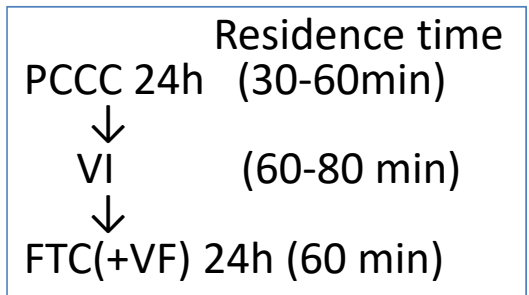 Residence time
PCCC 24h (30-60min)
↓
VI (60-80 min)
↓
FTC(+VF) 24h (60 min)